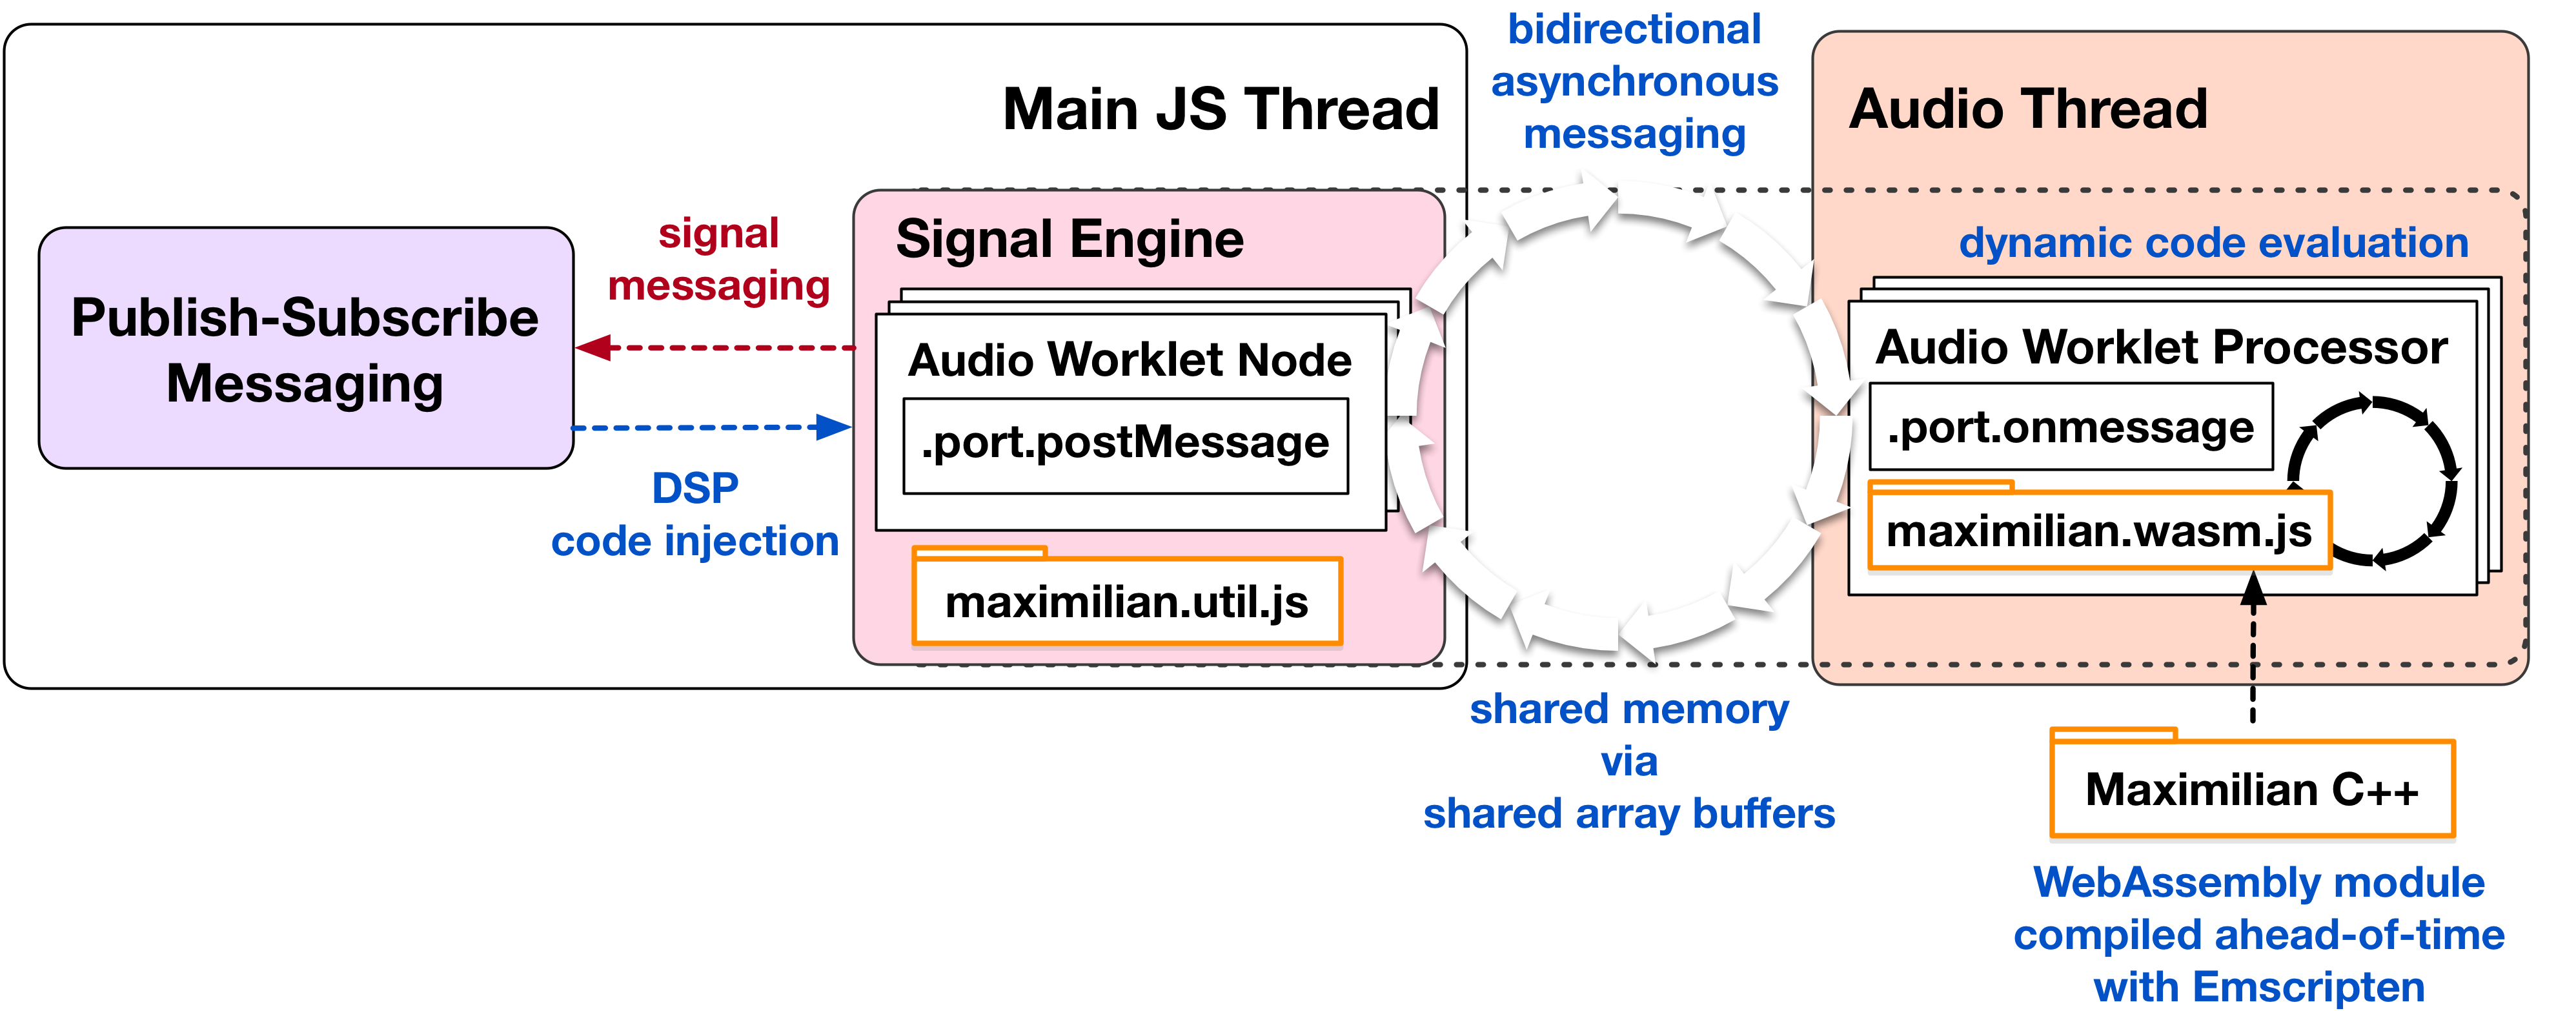 bidirectional
asynchronous
messaging
Main JS Thread
Audio Thread
signal
messaging
Signal Engine
dynamic code evaluation
Publish-Subscribe
Messaging
Audio Worklet Node
.port.postMessage
Audio Worklet Processor
.port.onmessage
DSP
code injection
maximilian.wasm.js
maximilian.util.js
shared memory
via
shared array buffers
Maximilian C++
WebAssembly module
compiled ahead-of-time
with Emscripten